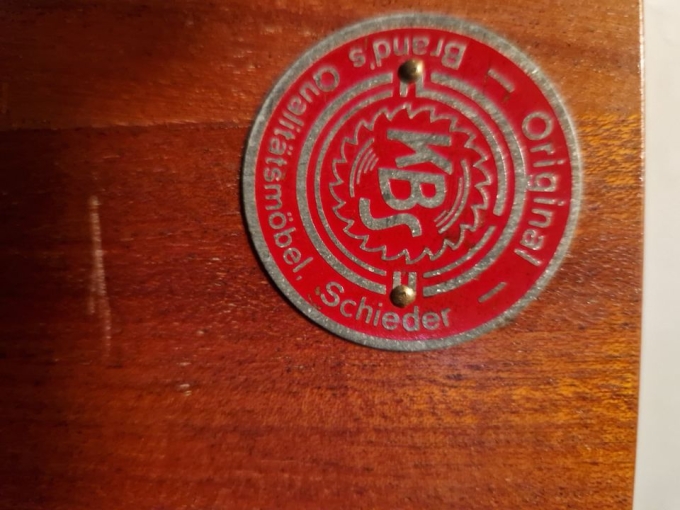 – Original –
KBS
Brand's Qualitätsmöbel, Schieder